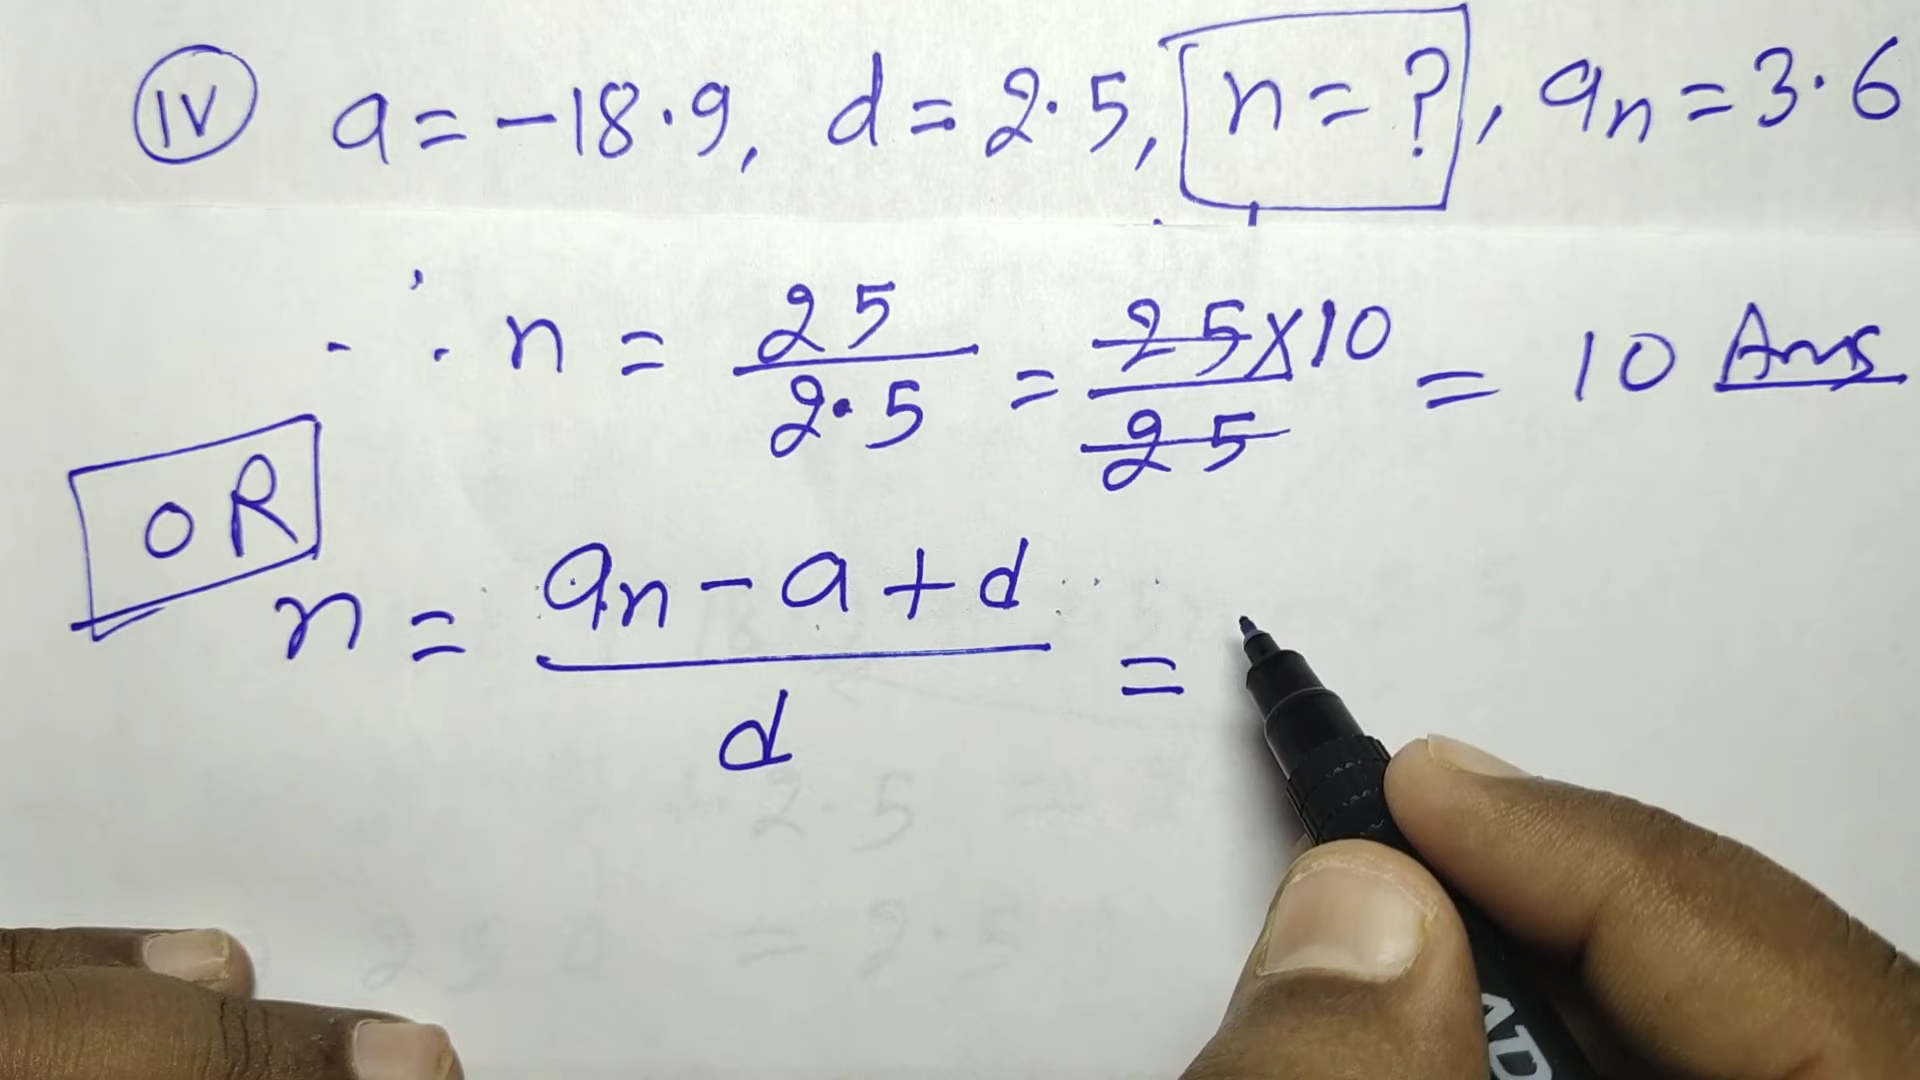 (IV) a = -18.9, d = 2.5, n = ?, an = 3.6
∴ n = 25/2.5 = 25×10/25 = 10 Ans
OR
n = an - a + d / d =